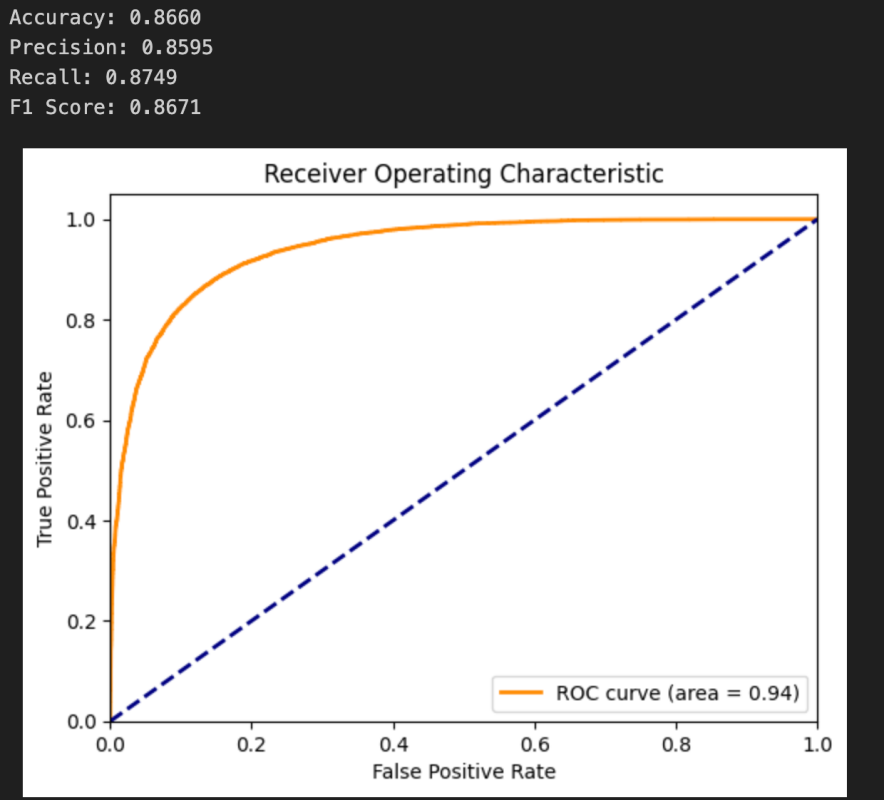 Accuracy: 0.8660
Precision: 0.8595
Recall: 0.8749
F1 Score: 0.8671
Receiver Operating Characteristic
1.0
0.8
0.6
0.4
0.2
0.0
True Positive Rate
ROC curve (area = 0.94)
0.0 0.2 0.4 0.6 0.8 1.0
False Positive Rate